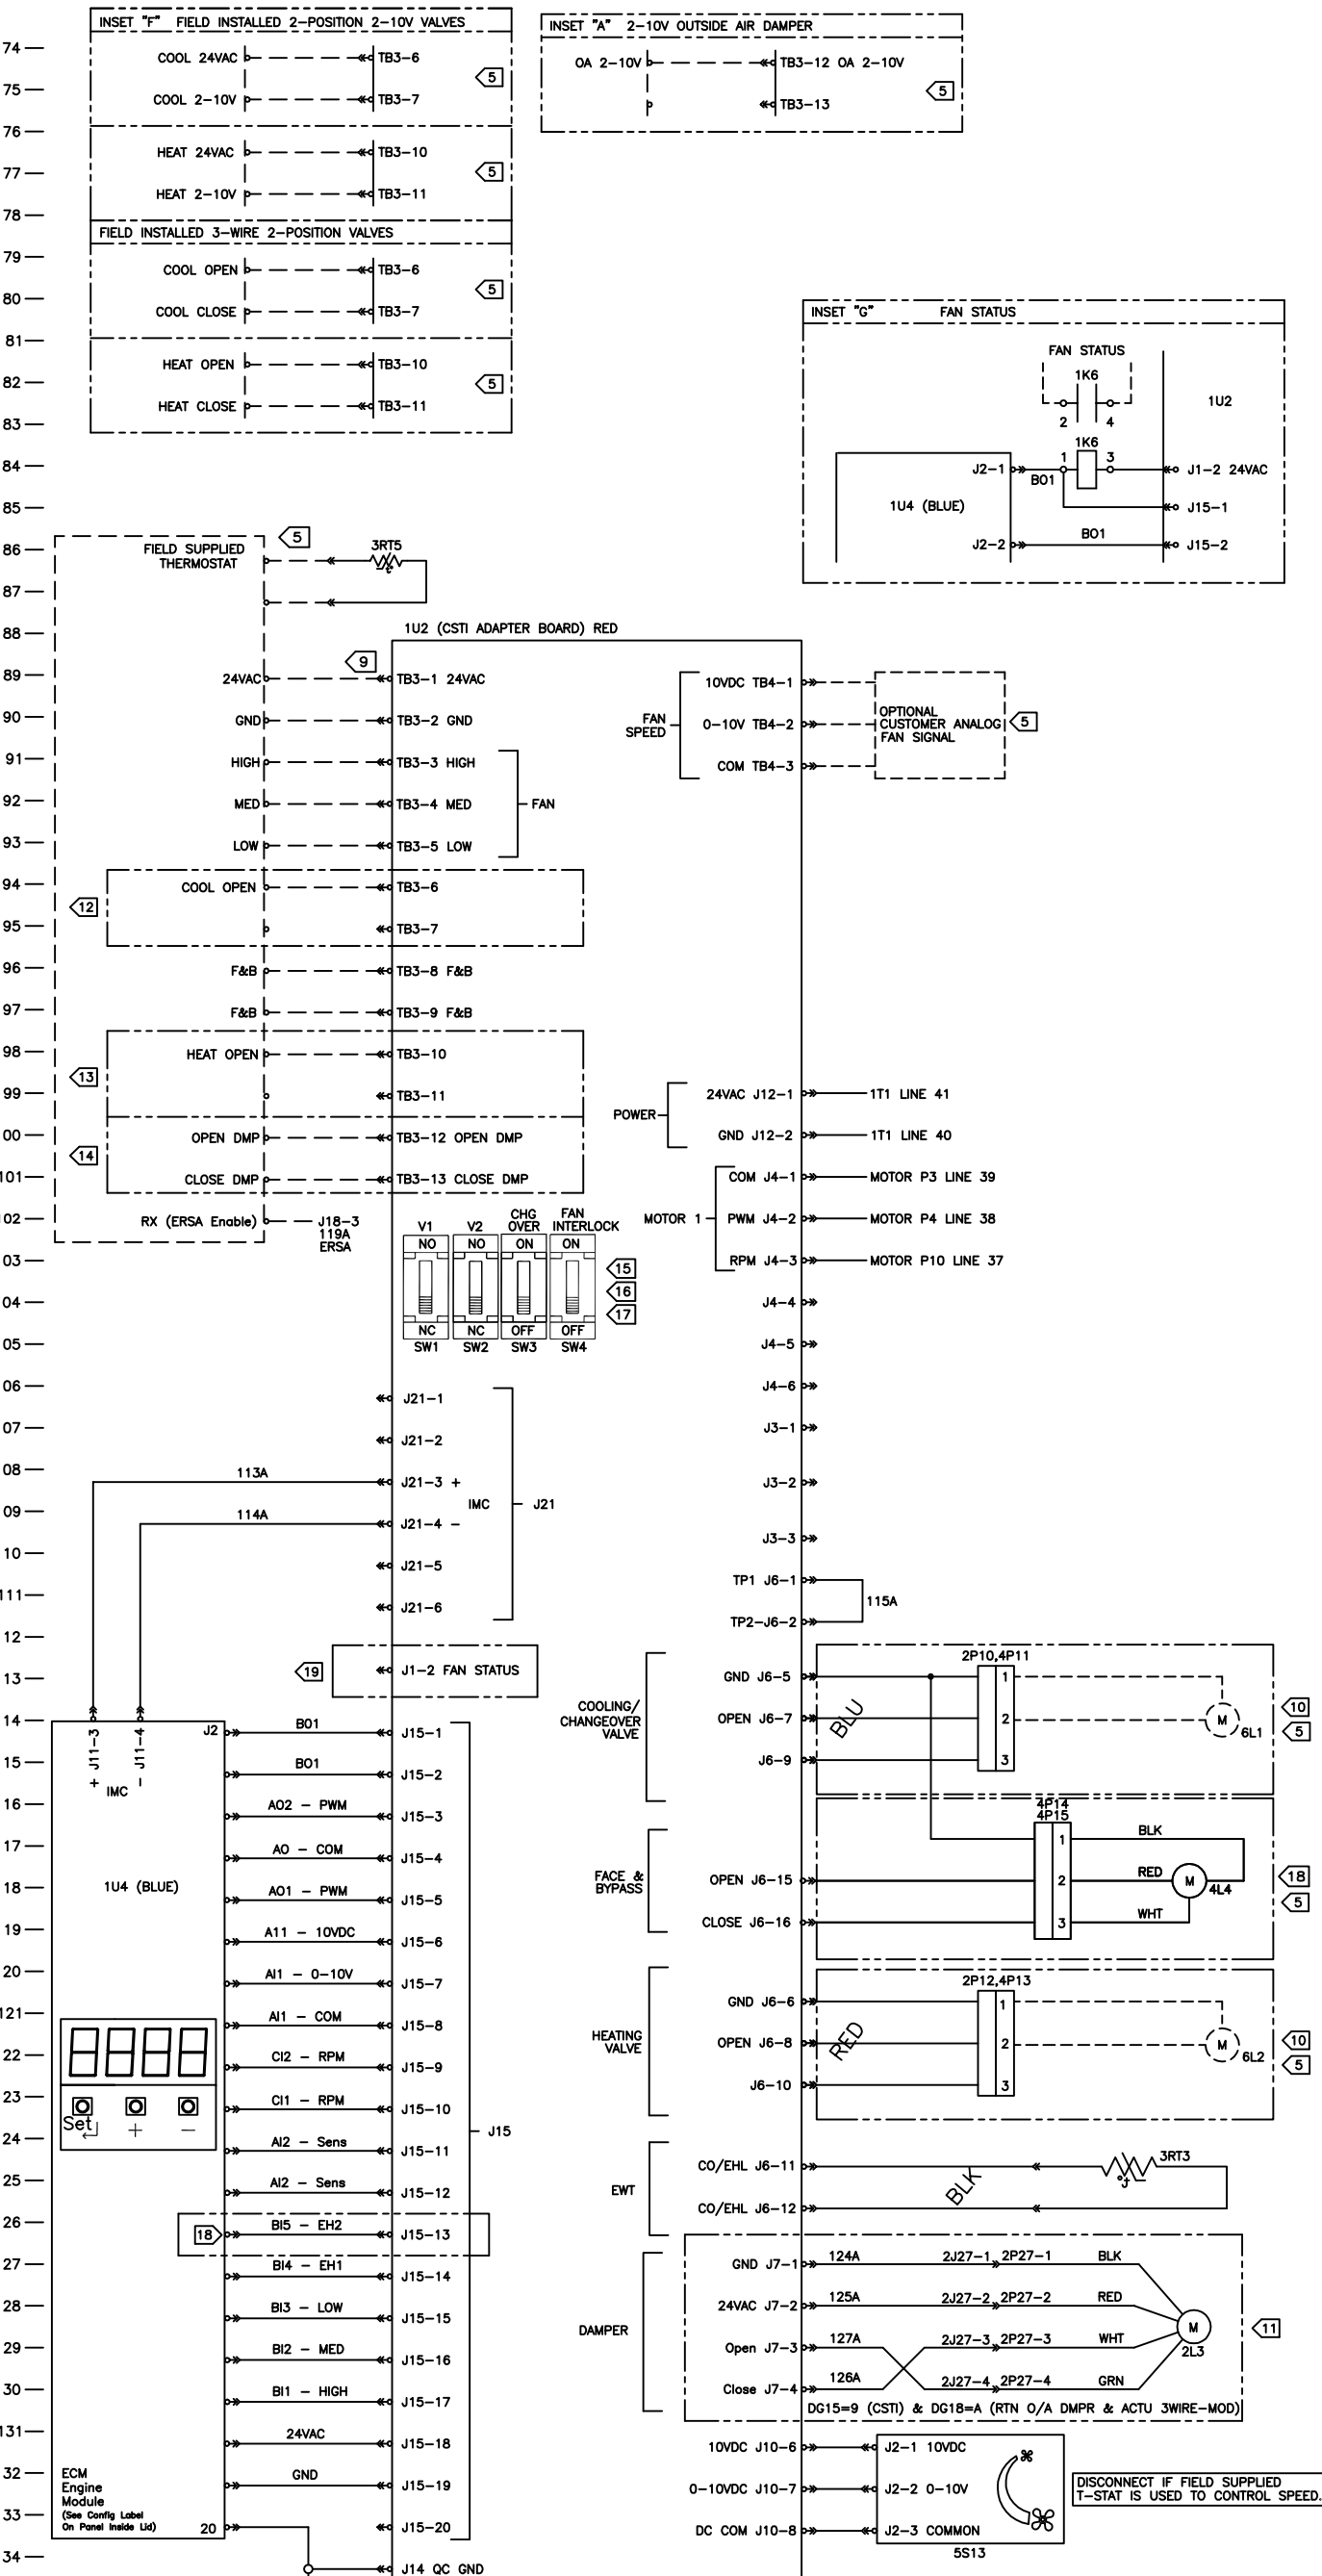 INSET "F" FIELD INSTALLED 2-POSITION 2-10V VALVES
74
COOL 24VAC TB3-6
5
75
COOL 2-10V TB3-7
76
HEAT 24VAC TB3-10
77
5
HEAT 2-10V TB3-11
78
FIELD INSTALLED 3-WIRE 2-POSITION VALVES
79
COOL OPEN TB3-6
5
80
COOL CLOSE TB3-7
81
HEAT OPEN TB3-10
82
5
HEAT CLOSE TB3-11
83
INSET "A" 2-10V OUTSIDE AIR DAMPER
OA 2-10V TB3-12 OA 2-10V
5
TB3-13
INSET "G" FAN STATUS
FAN STATUS
1K6
1U2
2 4
1K6
84
1 3
J2-1 BO1 J1-2 24VAC
1U4 (BLUE)
J15-1
85
J2-2 BO1 J15-2
86
5
FIELD SUPPLIED
THERMOSTAT
3RT5
t°
87
88
1U2 (CSTI ADAPTER BOARD) RED
9
89
24VAC TB3-1 24VAC
90
GND TB3-2 GND
91
HIGH TB3-3 HIGH
92
MED TB3-4 MED
FAN
93
LOW TB3-5 LOW
94
COOL OPEN TB3-6
12
95
TB3-7
96
F&B TB3-8 F&B
97
F&B TB3-9 F&B
98
HEAT OPEN TB3-10
13
99
TB3-11
00
OPEN DMP TB3-12 OPEN DMP
14
101
CLOSE DMP TB3-13 CLOSE DMP
102
RX (ERSA Enable) J18-3
119A
ERSA
10VDC TB4-1
FAN
SPEED
0-10V TB4-2
COM TB4-3
OPTIONAL
CUSTOMER ANALOG
FAN SIGNAL
5
POWER
24VAC J12-1 1T1 LINE 41
GND J12-2 1T1 LINE 40
MOTOR 1
COM J4-1 MOTOR P3 LINE 39
PWM J4-2 MOTOR P4 LINE 38
RPM J4-3 MOTOR P10 LINE 37
V1 V2 CHG
OVER FAN
INTERLOCK
NO NO ON ON
03
15
16
17
04
NC NC OFF OFF
SW1 SW2 SW3 SW4
05
J4-4
J4-5
J4-6
J3-1
J3-2
J3-3
06
J21-1
07
J21-2
08
113A J21-3 +
IMC
J21
09
114A J21-4 -
10
J21-5
111
J21-6
TP1 J6-1
115A
TP2-J6-2
12
13
19
J1-2 FAN STATUS
COOLING/
CHANGEOVER
VALVE
GND J6-5
OPEN J6-7
J6-9
BLU
2P10,4P11
1
2
3
M
6L1
10
5
FACE &
BYPASS
OPEN J6-15
CLOSE J6-16
4P14
4P15
1 BLK
2 RED
3 WHT
M
4L4
18
5
HEATING
VALVE
GND J6-6
OPEN J6-8
J6-10
RED
2P12,4P13
1
2
3
M
6L2
10
5
EWT
CO/EHL J6-11
CO/EHL J6-12
BLK
3RT3
DAMPER
GND J7-1 124A 2J27-1 2P27-1 BLK
24VAC J7-2 125A 2J27-2 2P27-2 RED
Open J7-3 127A 2J27-3 2P27-3 WHT
Close J7-4 126A 2J27-4 2P27-4 GRN
M
2L3
11
DG15=9 (CSTI) & DG18=A (RTN O/A DMPR & ACTU 3WIRE-MOD)
10VDC J10-6 J2-1 10VDC
0-10VDC J10-7 J2-2 0-10V
DC COM J10-8 J2-3 COMMON
5S13
DISCONNECT IF FIELD SUPPLIED
T-STAT IS USED TO CONTROL SPEED.
14
+ J11-3
- J11-4
IMC
J2
BO1 J15-1
15
BO1 J15-2
16
AO2 - PWM J15-3
17
AO - COM J15-4
18
1U4 (BLUE)
AO1 - PWM J15-5
19
A11 - 10VDC J15-6
20
AI1 - 0-10V J15-7
121
AI1 - COM J15-8
22
8888
CI2 - RPM J15-9
23
Set + -
CI1 - RPM J15-10
J15
24
AI2 - Sens J15-11
25
AI2 - Sens J15-12
26
18
BI5 - EH2 J15-13
27
BI4 - EH1 J15-14
28
BI3 - LOW J15-15
29
BI2 - MED J15-16
30
BI1 - HIGH J15-17
131
24VAC J15-18
32
ECM
Engine
Module
(See Config Label
On Panel Inside Lid)
GND J15-19
33
20
J15-20
34
J14 QC GND